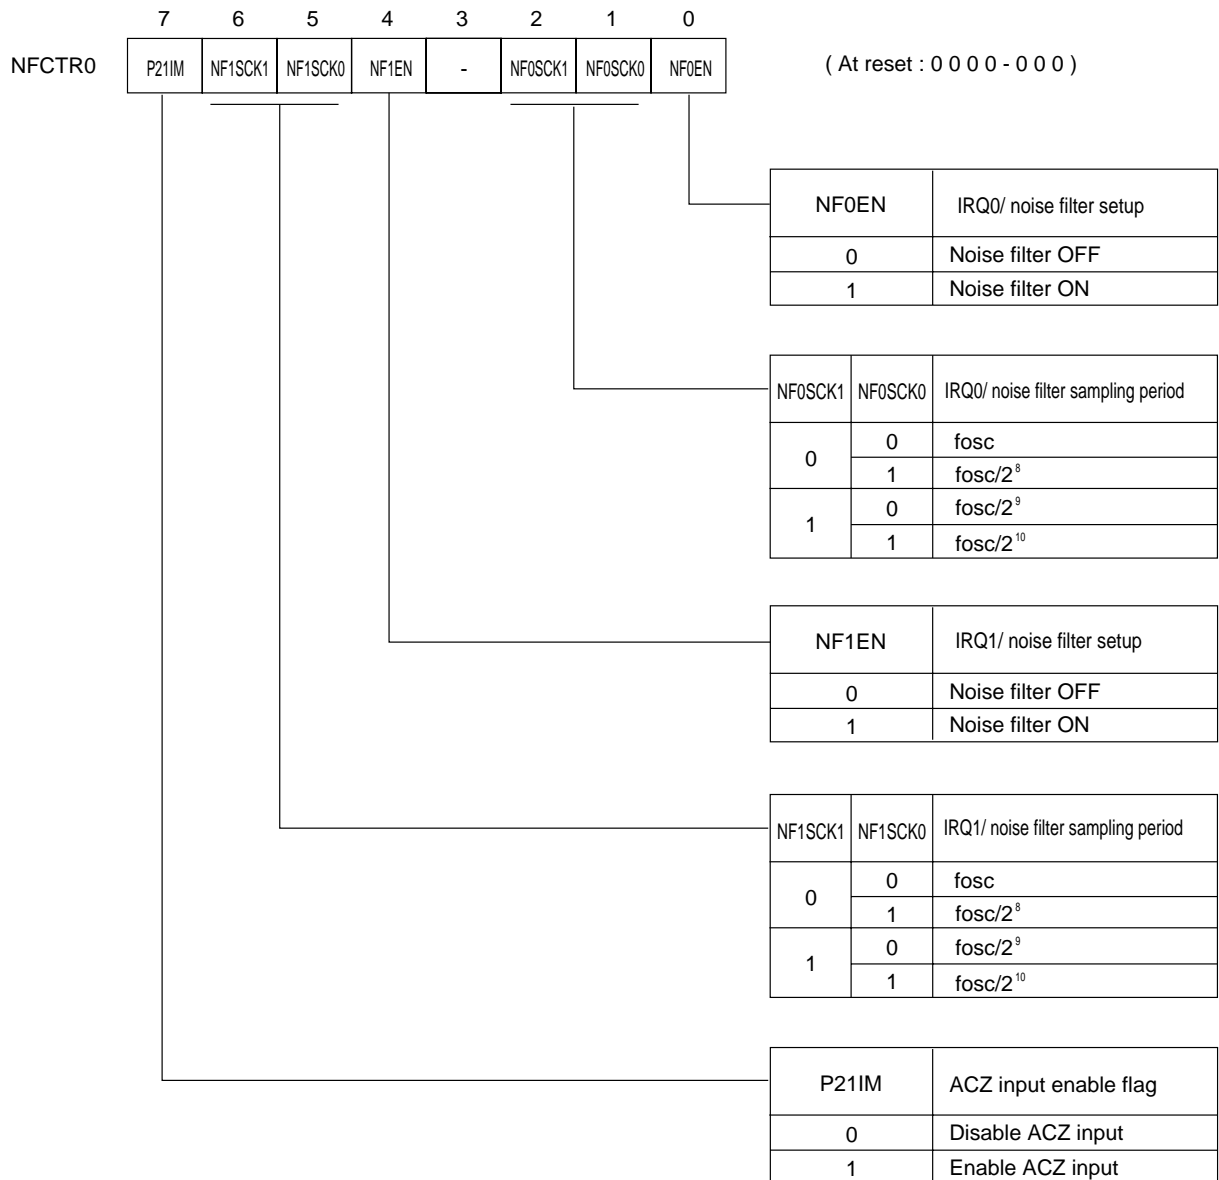 7 6 5 4 3 2 1 0
NFCTR0 P21IM NF1SCK1 NF1SCK0 NF1EN - NF0SCK1 NF0SCK0 NF0EN ( At reset : 0 0 0 0 - 0 0 0 )
NF0EN IRQ0/ noise filter setup
0 Noise filter OFF
1 Noise filter ON
NF0SCK1 NF0SCK0 IRQ0/ noise filter sampling period
0 0 fosc
1 fosc/2⁸
1 0 fosc/2⁹
1 fosc/2¹⁰
NF1EN IRQ1/ noise filter setup
0 Noise filter OFF
1 Noise filter ON
NF1SCK1 NF1SCK0 IRQ1/ noise filter sampling period
0 0 fosc
1 fosc/2⁸
1 0 fosc/2⁹
1 fosc/2¹⁰
P21IM ACZ input enable flag
0 Disable ACZ input
1 Enable ACZ input